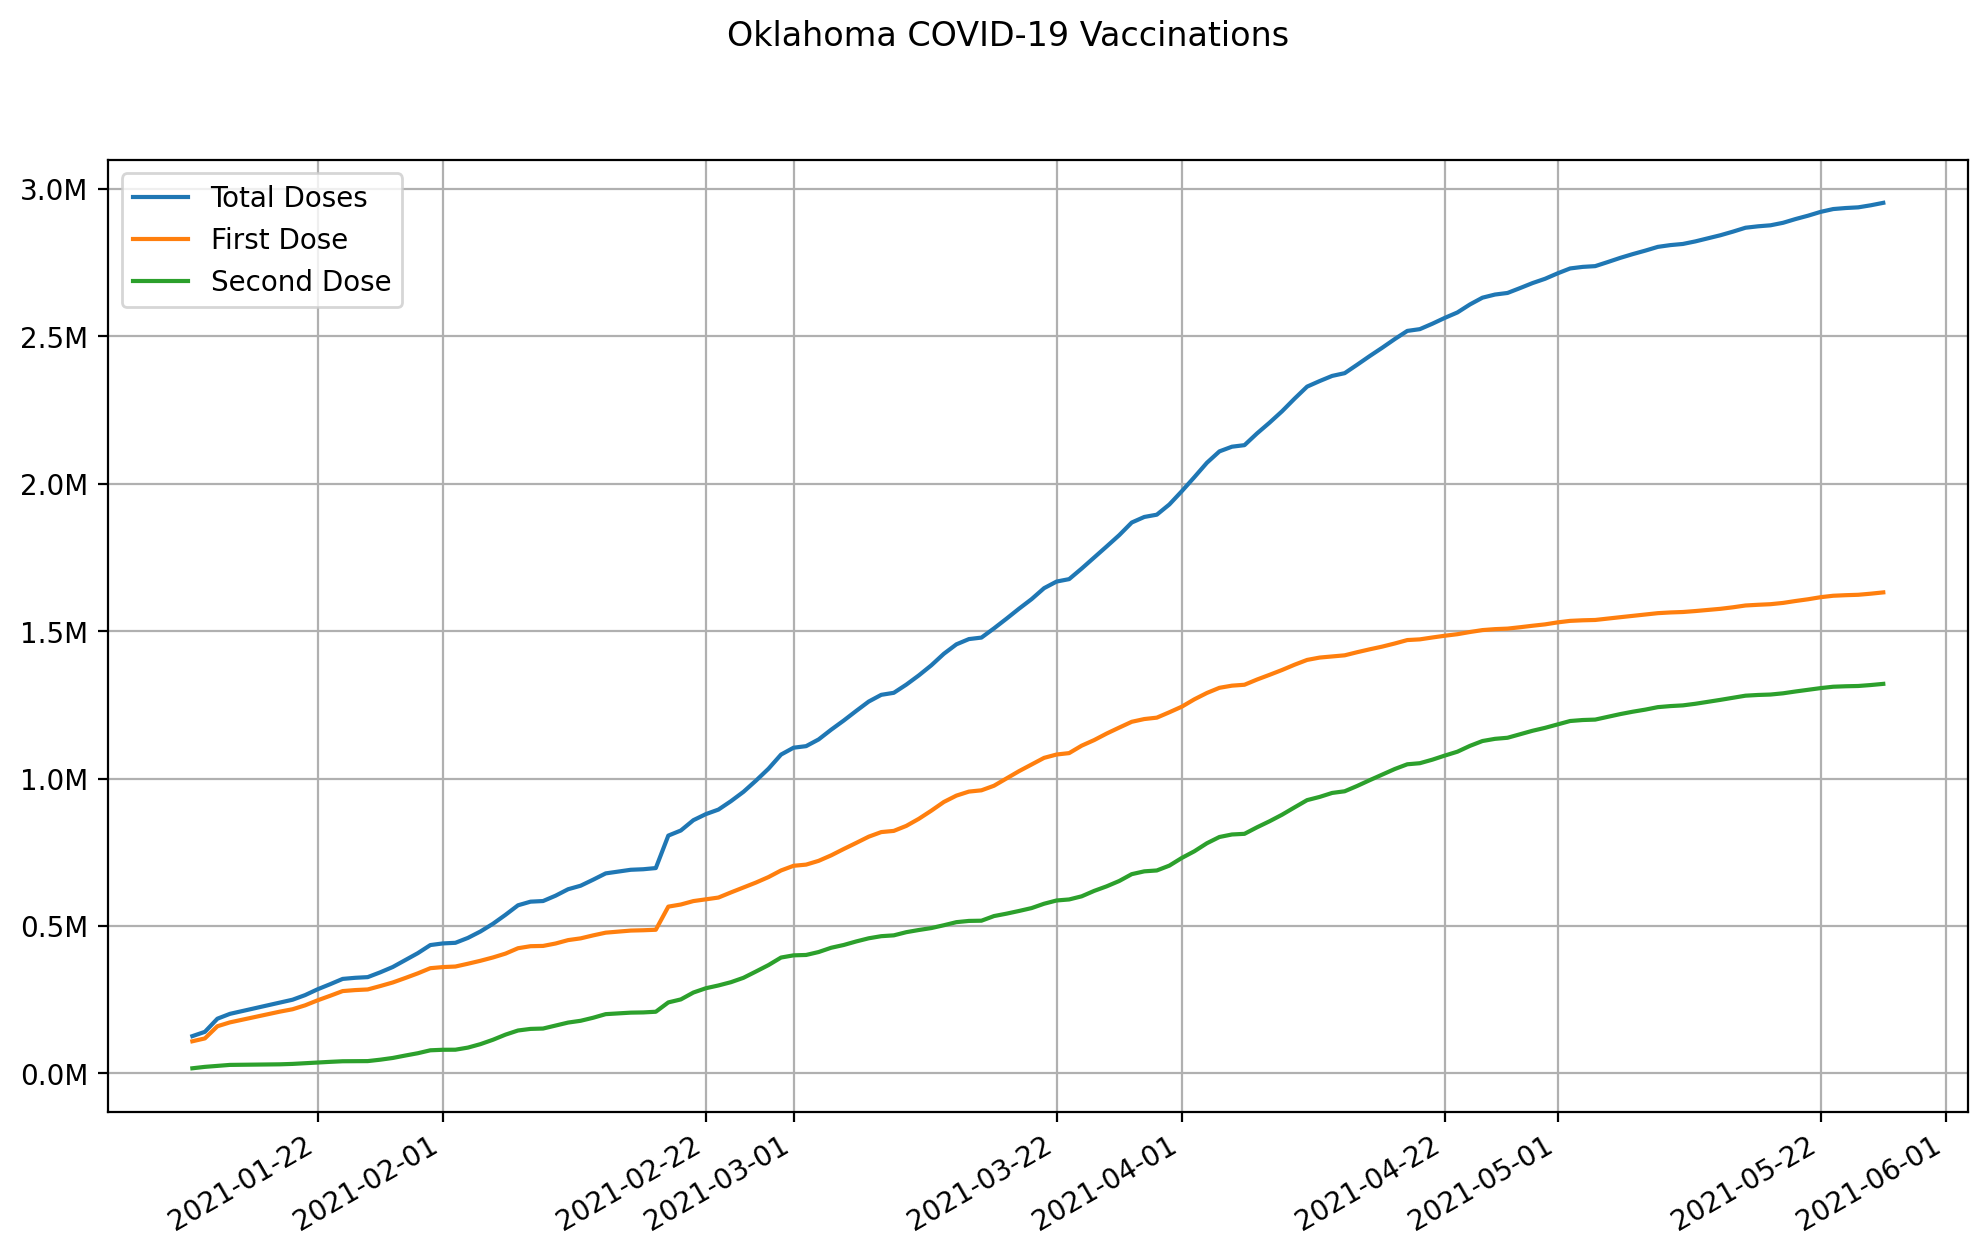 Oklahoma COVID-19 Vaccinations
3.0M
2.5M
2.0M
1.5M
1.0M
0.5M
0.0M
Total Doses
First Dose
Second Dose
2021-01-22
2021-02-01
2021-02-22
2021-03-01
2021-03-22
2021-04-01
2021-04-22
2021-05-01
2021-05-22
2021-06-01